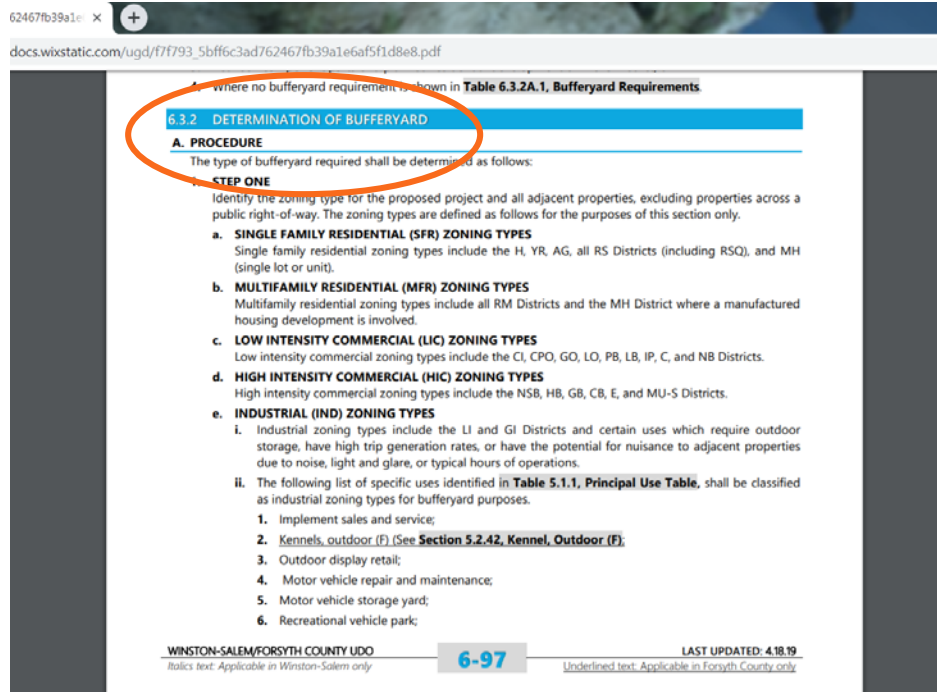 62467fb39a1e
docs.wixstatic.com/ugd/f7f793_5bff6c3ad762467fb39a1e6af5f1d8e8.pdf
4. Where no bufferyard requirement is shown in Table 6.3.2A.1, Bufferyard Requirements.
6.3.2 DETERMINATION OF BUFFERYARD
A. PROCEDURE
The type of bufferyard required shall be determined as follows:
STEP ONE
Identify the zoning type for the proposed project and all adjacent properties, excluding properties across a
public right-of-way. The zoning types are defined as follows for the purposes of this section only.
a. SINGLE FAMILY RESIDENTIAL (SFR) ZONING TYPES
Single family residential zoning types include the H, YR, AG, all RS Districts (including RSQ), and MH
(single lot or unit).
b. MULTIFAMILY RESIDENTIAL (MFR) ZONING TYPES
Multifamily residential zoning types include all RM Districts and the MH District where a manufactured
housing development is involved.
c. LOW INTENSITY COMMERCIAL (LIC) ZONING TYPES
Low intensity commercial zoning types include the CI, CPO, GO, LO, PB, LB, IP, C, and NB Districts.
d. HIGH INTENSITY COMMERCIAL (HIC) ZONING TYPES
High intensity commercial zoning types include the NSB, HB, GB, CB, E, and MU-S Districts.
e. INDUSTRIAL (IND) ZONING TYPES
i. Industrial zoning types include the LI and GI Districts and certain uses which require outdoor
storage, have high trip generation rates, or have the potential for nuisance to adjacent properties
due to noise, light and glare, or typical hours of operations.
ii. The following list of specific uses identified in Table 5.1.1, Principal Use Table, shall be classified
as industrial zoning types for bufferyard purposes.
1. Implement sales and service;
2. Kennels, outdoor (F) (See Section 5.2.42, Kennel, Outdoor (F);
3. Outdoor display retail;
4. Motor vehicle repair and maintenance;
5. Motor vehicle storage yard;
6. Recreational vehicle park;
WINSTON-SALEM/FORSYTH COUNTY UDO
Italics text: Applicable in Winston-Salem only
6-97
LAST UPDATED: 4.18.19
Underlined text: Applicable in Forsyth County only